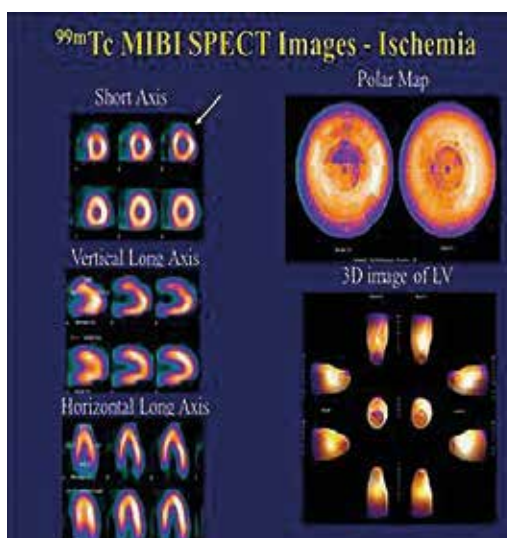 99mTc MIBI SPECT Images - Ischemia
Short Axis
Polar Map
Vertical Long Axis
3D image of LV
Horizontal Long Axis